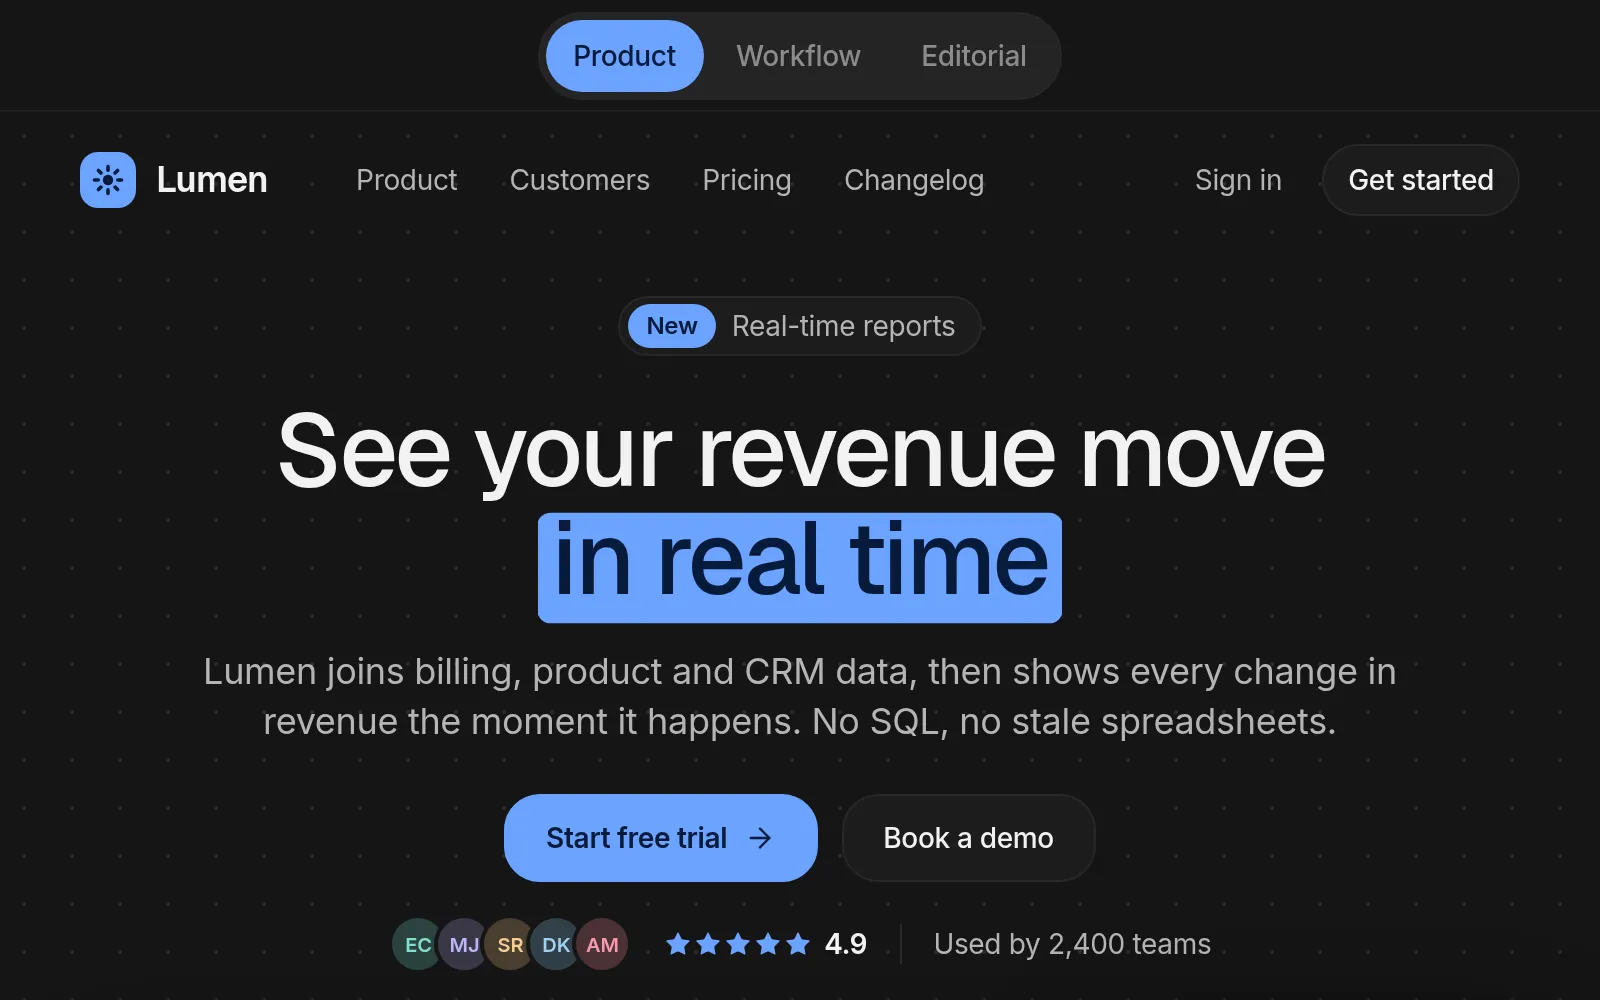 Product Workflow Editorial
Lumen Product Customers Pricing Changelog Sign in Get started
New Real-time reports
See your revenue move
in real time
Lumen joins billing, product and CRM data, then shows every change in
revenue the moment it happens. No SQL, no stale spreadsheets.
Start free trial → Book a demo
EC MJ SR DK AM 4.9 Used by 2,400 teams